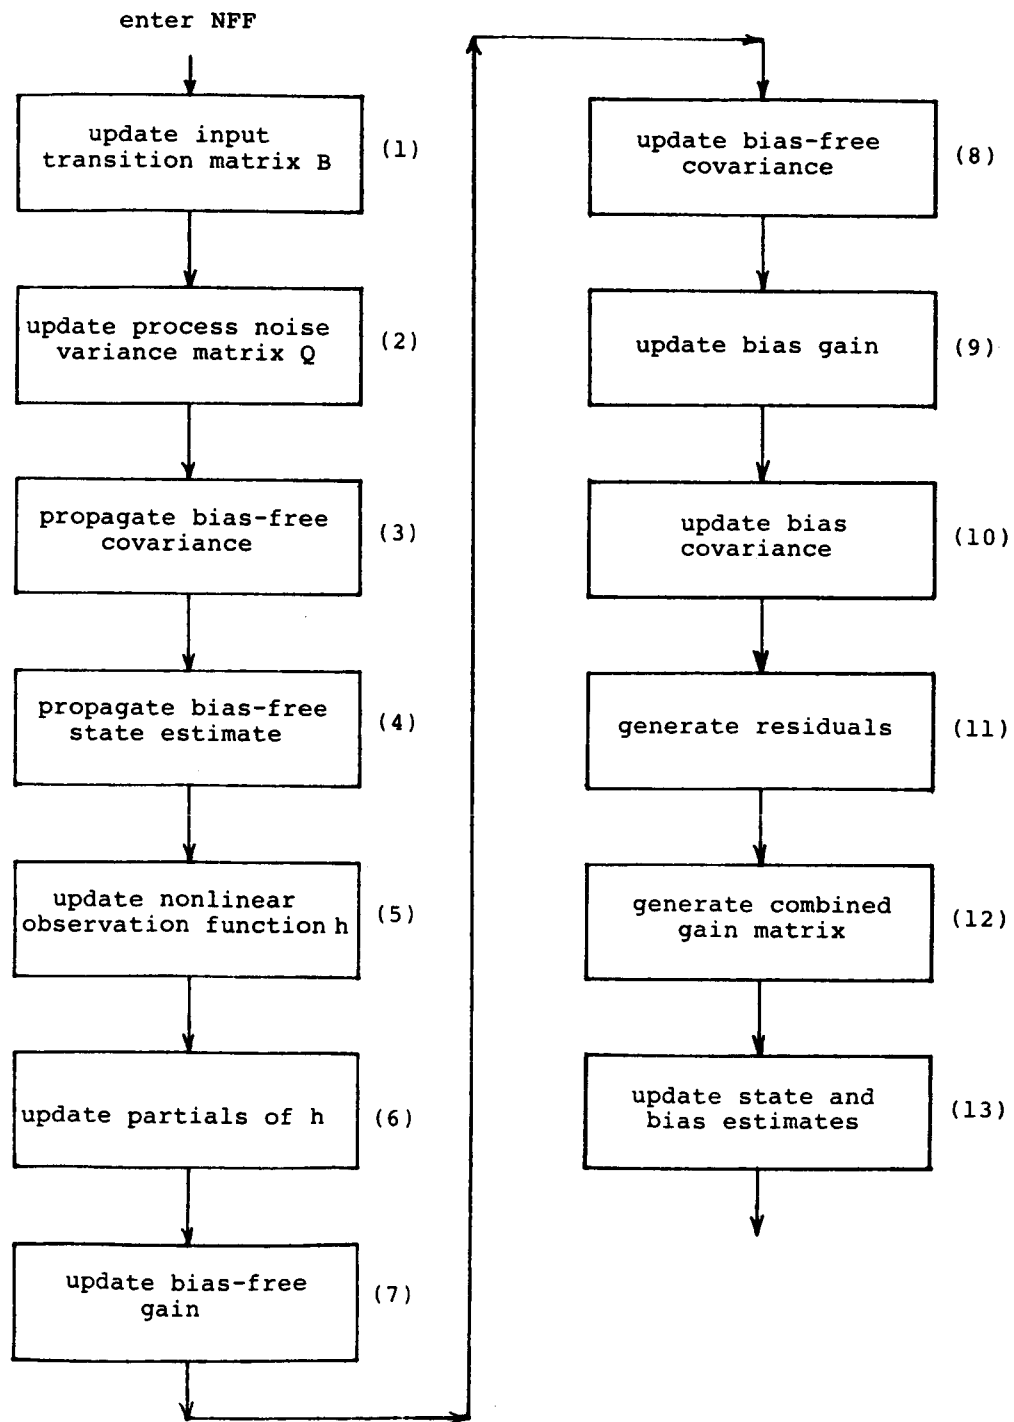 enter NFF
update input
transition matrix B
(1)
update process noise
variance matrix Q
(2)
propagate bias-free
covariance
(3)
propagate bias-free
state estimate
(4)
update nonlinear
observation function h
(5)
update partials of h
(6)
update bias-free
gain
(7)
update bias-free
covariance
(8)
update bias gain
(9)
update bias
covariance
(10)
generate residuals
(11)
generate combined
gain matrix
(12)
update state and
bias estimates
(13)